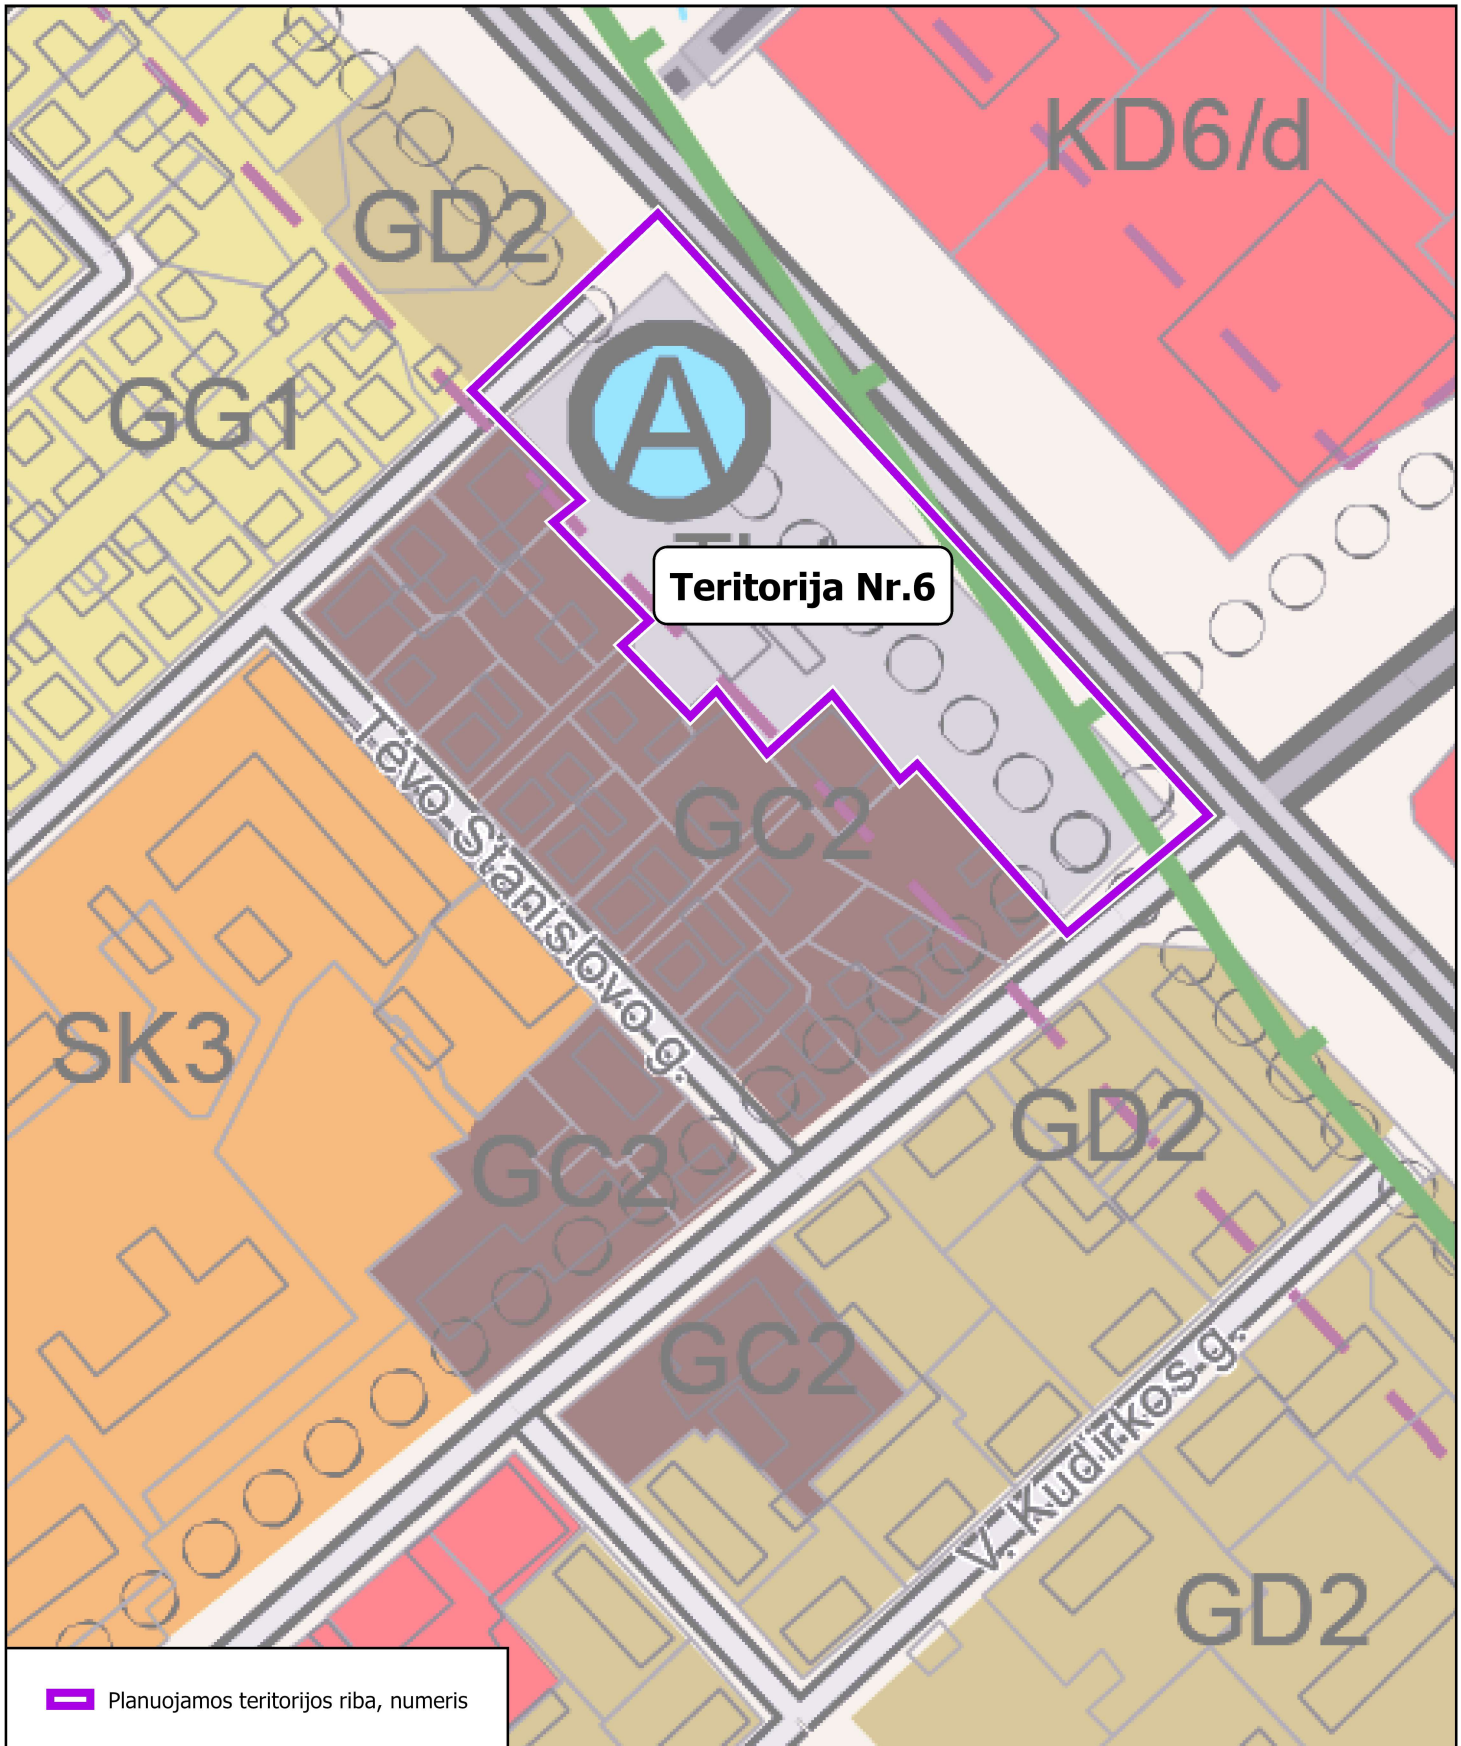 KD6/d
GD2
GG1
A
Teritorija Nr.6
Tėvo Stanislovo g.
GC2
SK3
GC2
GD2
GC2
V. Kudirkos g.
GD2
Planuojamos teritorijos riba, numeris